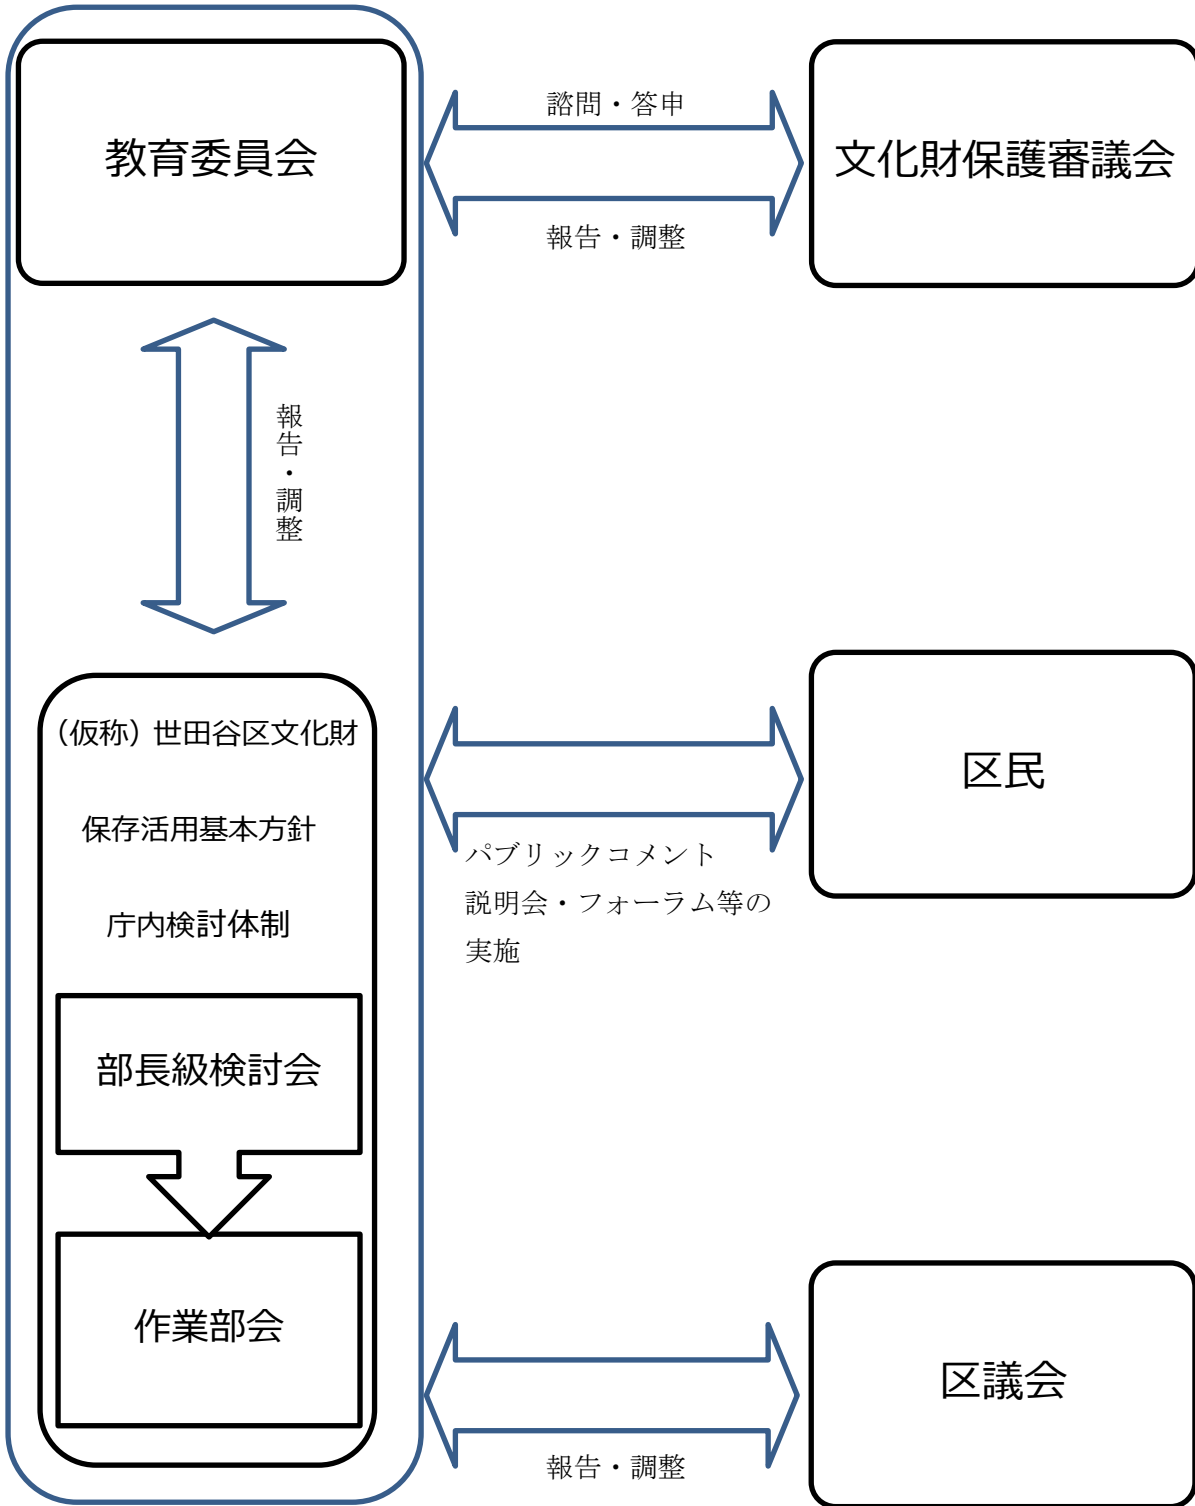 教育委員会
諮問・答申
報告・調整
文化財保護審議会
報告・調整
（仮称）世田谷区文化財
保存活用基本方針
庁内検討体制
部長級検討会
作業部会
パブリックコメント
説明会・フォーラム等の
実施
区民
報告・調整
区議会